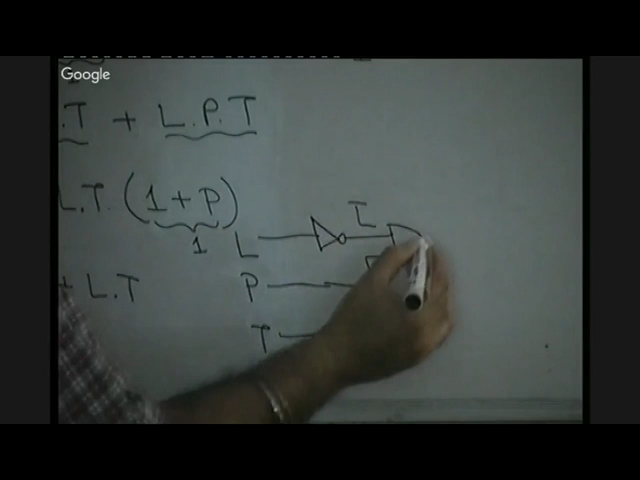 Google
.T + L.P.T
L.T. (1 + P)
1
L
L̅
+ L.T
P
T